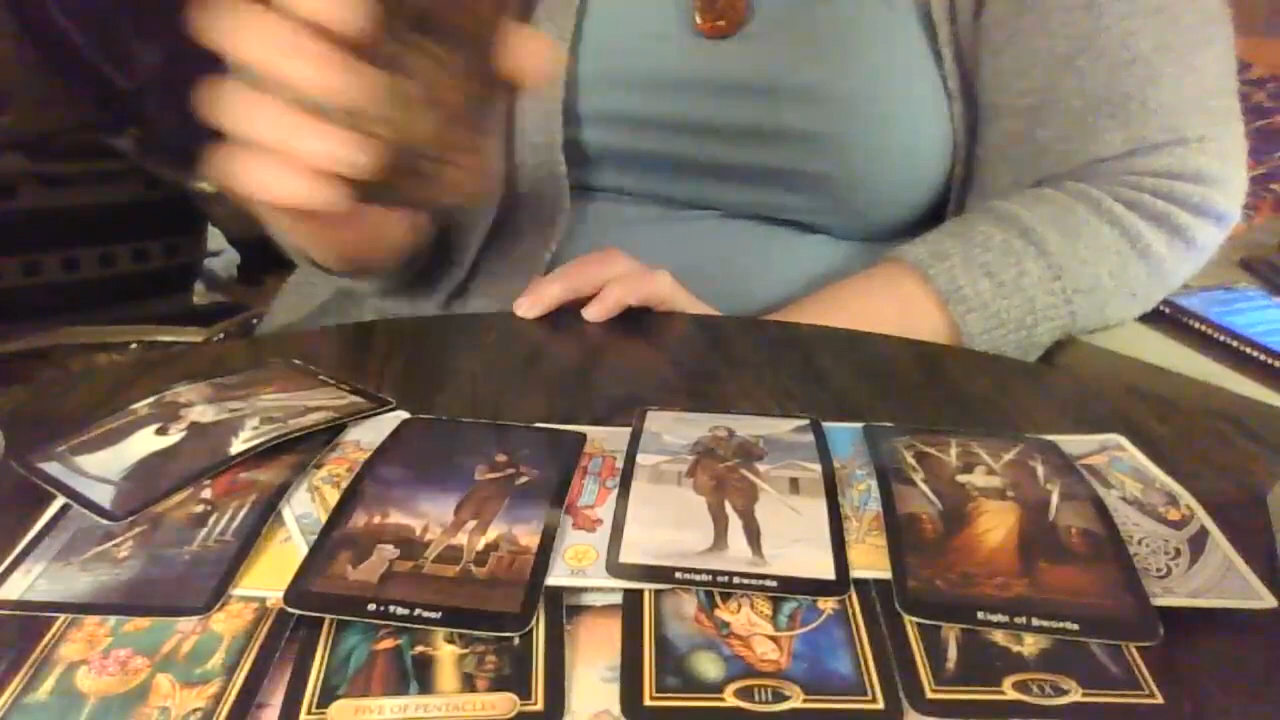 0 • The Fool
Knight of Swords
Eight of Swords
FIVE OF PENTACLES
III
XX